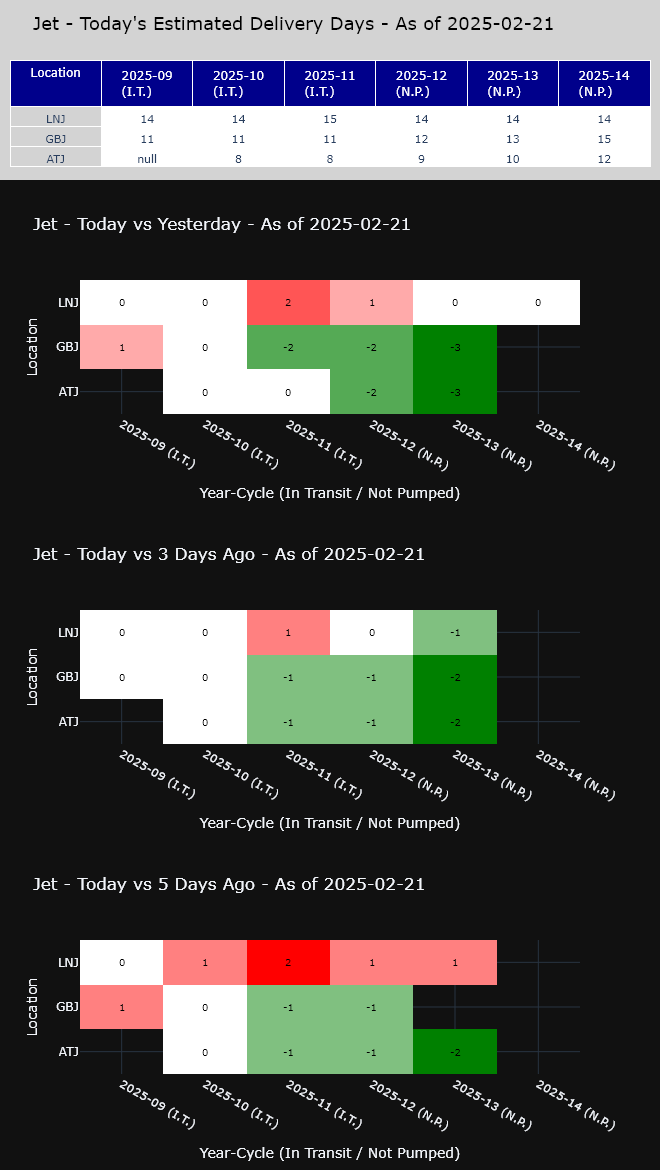 Jet - Today's Estimated Delivery Days - As of 2025-02-21
Location 2025-09 (I.T.) 2025-10 (I.T.) 2025-11 (I.T.) 2025-12 (N.P.) 2025-13 (N.P.) 2025-14 (N.P.)
LNJ 14 14 15 14 14 14
GBJ 11 11 11 12 13 15
ATJ null 8 8 9 10 12
Jet - Today vs Yesterday - As of 2025-02-21
Location
LNJ 0 0 2 1 0 0
GBJ 1 0 -2 -2 -3
ATJ 0 0 -2 -3
2025-09 (I.T.) 2025-10 (I.T.) 2025-11 (I.T.) 2025-12 (N.P.) 2025-13 (N.P.) 2025-14 (N.P.)
Year-Cycle (In Transit / Not Pumped)
Jet - Today vs 3 Days Ago - As of 2025-02-21
Location
LNJ 0 0 1 0 -1
GBJ 0 0 -1 -1 -2
ATJ 0 -1 -1 -2
2025-09 (I.T.) 2025-10 (I.T.) 2025-11 (I.T.) 2025-12 (N.P.) 2025-13 (N.P.) 2025-14 (N.P.)
Year-Cycle (In Transit / Not Pumped)
Jet - Today vs 5 Days Ago - As of 2025-02-21
Location
LNJ 0 1 2 1 1
GBJ 1 0 -1 -1
ATJ 0 -1 -1 -2
2025-09 (I.T.) 2025-10 (I.T.) 2025-11 (I.T.) 2025-12 (N.P.) 2025-13 (N.P.) 2025-14 (N.P.)
Year-Cycle (In Transit / Not Pumped)